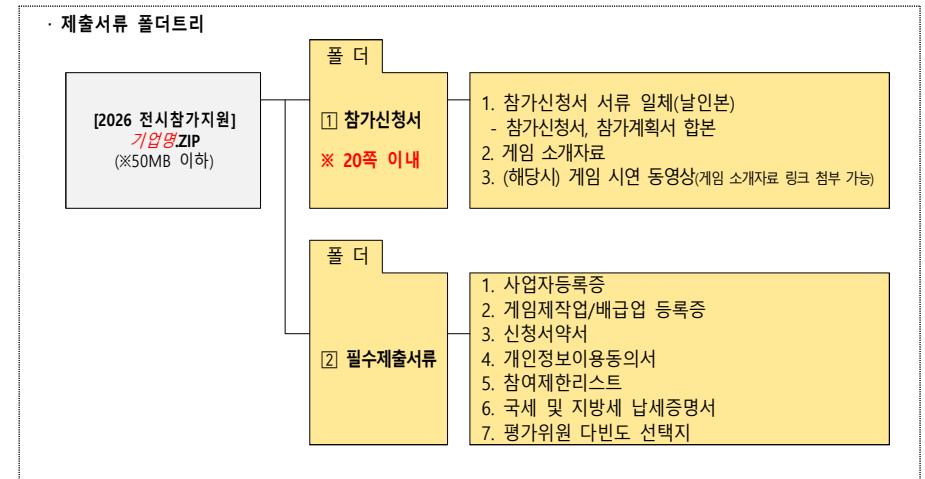 · 제출서류 폴더트리
[2026 전시참가지원]
기업명.ZIP
(※50MB 이하)
폴 더
1 참가신청서
※ 20쪽 이내
1. 참가신청서 서류 일체(날인본)
- 참가신청서, 참가계획서 합본
2. 게임 소개자료
3. (해당시) 게임 시연 동영상(게임 소개자료 링크 첨부 가능)
폴 더
2 필수제출서류
1. 사업자등록증
2. 게임제작업/배급업 등록증
3. 신청서약서
4. 개인정보이용동의서
5. 참여제한리스트
6. 국세 및 지방세 납세증명서
7. 평가위원 다빈도 선택지